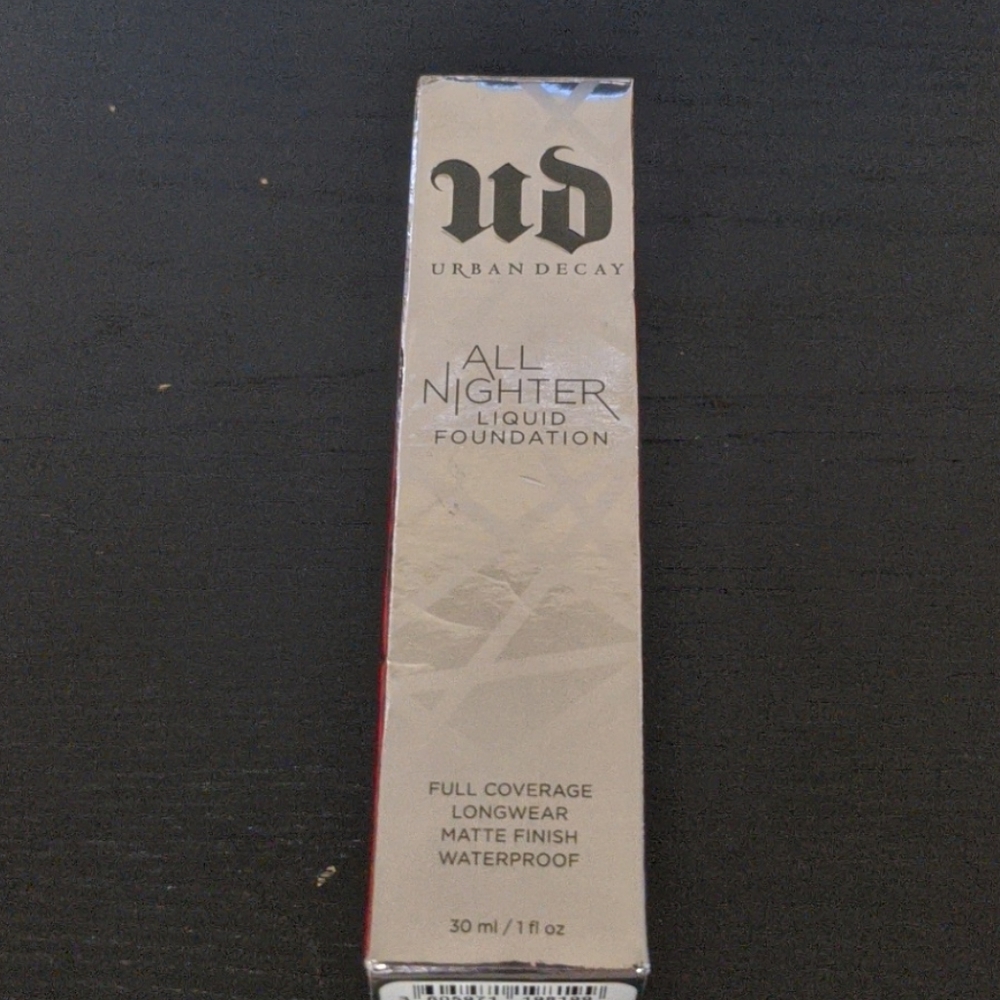 ud
URBAN DECAY
ALL
NIGHTER
LIQUID
FOUNDATION
FULL COVERAGE
LONGWEAR
MATTE FINISH
WATERPROOF
30 ml / 1 fl oz